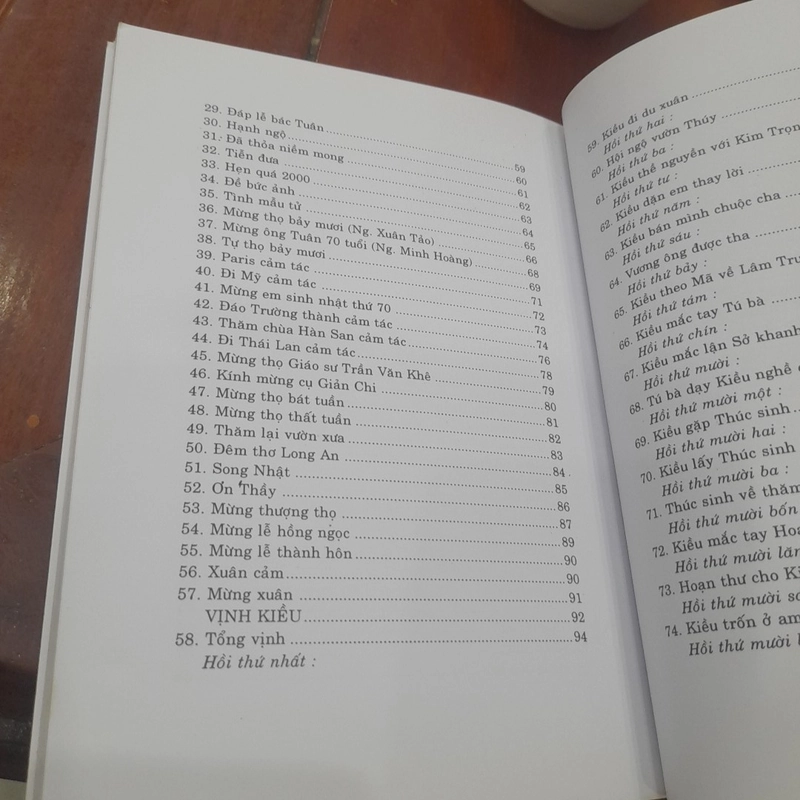 29. Đáp lễ bác Tuân 59
30. Hạnh ngộ 60
31. Đã thỏa niềm mong 61
32. Tiễn đưa 62
33. Hẹn quá 2000 63
34. Đề bức ảnh 64
35. Tình mẫu tử 65
36. Mừng thọ bảy mươi (Ng. Xuân Tảo) 66
37. Mừng ông Tuân 70 tuổi (Ng. Minh Hoàng) 68
38. Tự thọ bảy mươi 69
39. Paris cảm tác 71
40. Đi Mỹ cảm tác 72
41. Mừng em sinh nhật thứ 70 73
42. Đáo Trường thành cảm tác 74
43. Thăm chùa Hàn San cảm tác 76
44. Đi Thái Lan cảm tác 78
45. Mừng thọ Giáo sư Trần Văn Khê 79
46. Kính mừng cụ Giản Chi 80
47. Mừng thọ bát tuần 81
48. Mừng thọ thất tuần 82
49. Thăm lại vườn xưa 83
50. Đêm thơ Long An 84
51. Song Nhật 85
52. Ơn Thầy 86
53. Mừng thượng thọ 87
54. Mừng lễ hồng ngọc 89
55. Mừng lễ thành hôn 90
56. Xuân cảm 90
57. Mừng xuân 91
VỊNH KIỀU 92
58. Tổng vịnh 94
Hồi thứ nhất :
59. Kiều đi du xuân
Hồi thứ hai :
60. Hội ngộ vườn Thúy
Hồi thứ ba :
61. Kiều thề nguyền với Kim Trọn
Hồi thứ tư :
62. Kiều dặn em thay lời
Hồi thứ năm :
63. Kiều bán mình chuộc cha
Hồi thứ sáu :
64. Vương ông được tha
Hồi thứ bảy :
65. Kiều theo Mã về Lâm Tru
Hồi thứ tám :
66. Kiều mắc tay Tú bà
Hồi thứ chín :
67. Kiều mắc lận Sở khanh
Hồi thứ mười :
68. Tú bà dạy Kiều nghề
Hồi thứ mười một :
69. Kiều gặp Thúc sinh
Hồi thứ mười hai :
70. Kiều lấy Thúc sinh
Hồi thứ mười ba :
71. Thúc sinh về thăm
Hồi thứ mười bốn
72. Kiều mắc tay Hoạ
Hồi thứ mười lăm
73. Hoạn thư cho Ki
Hồi thứ mười sá
74. Kiều trốn ở am
Hồi thứ mười